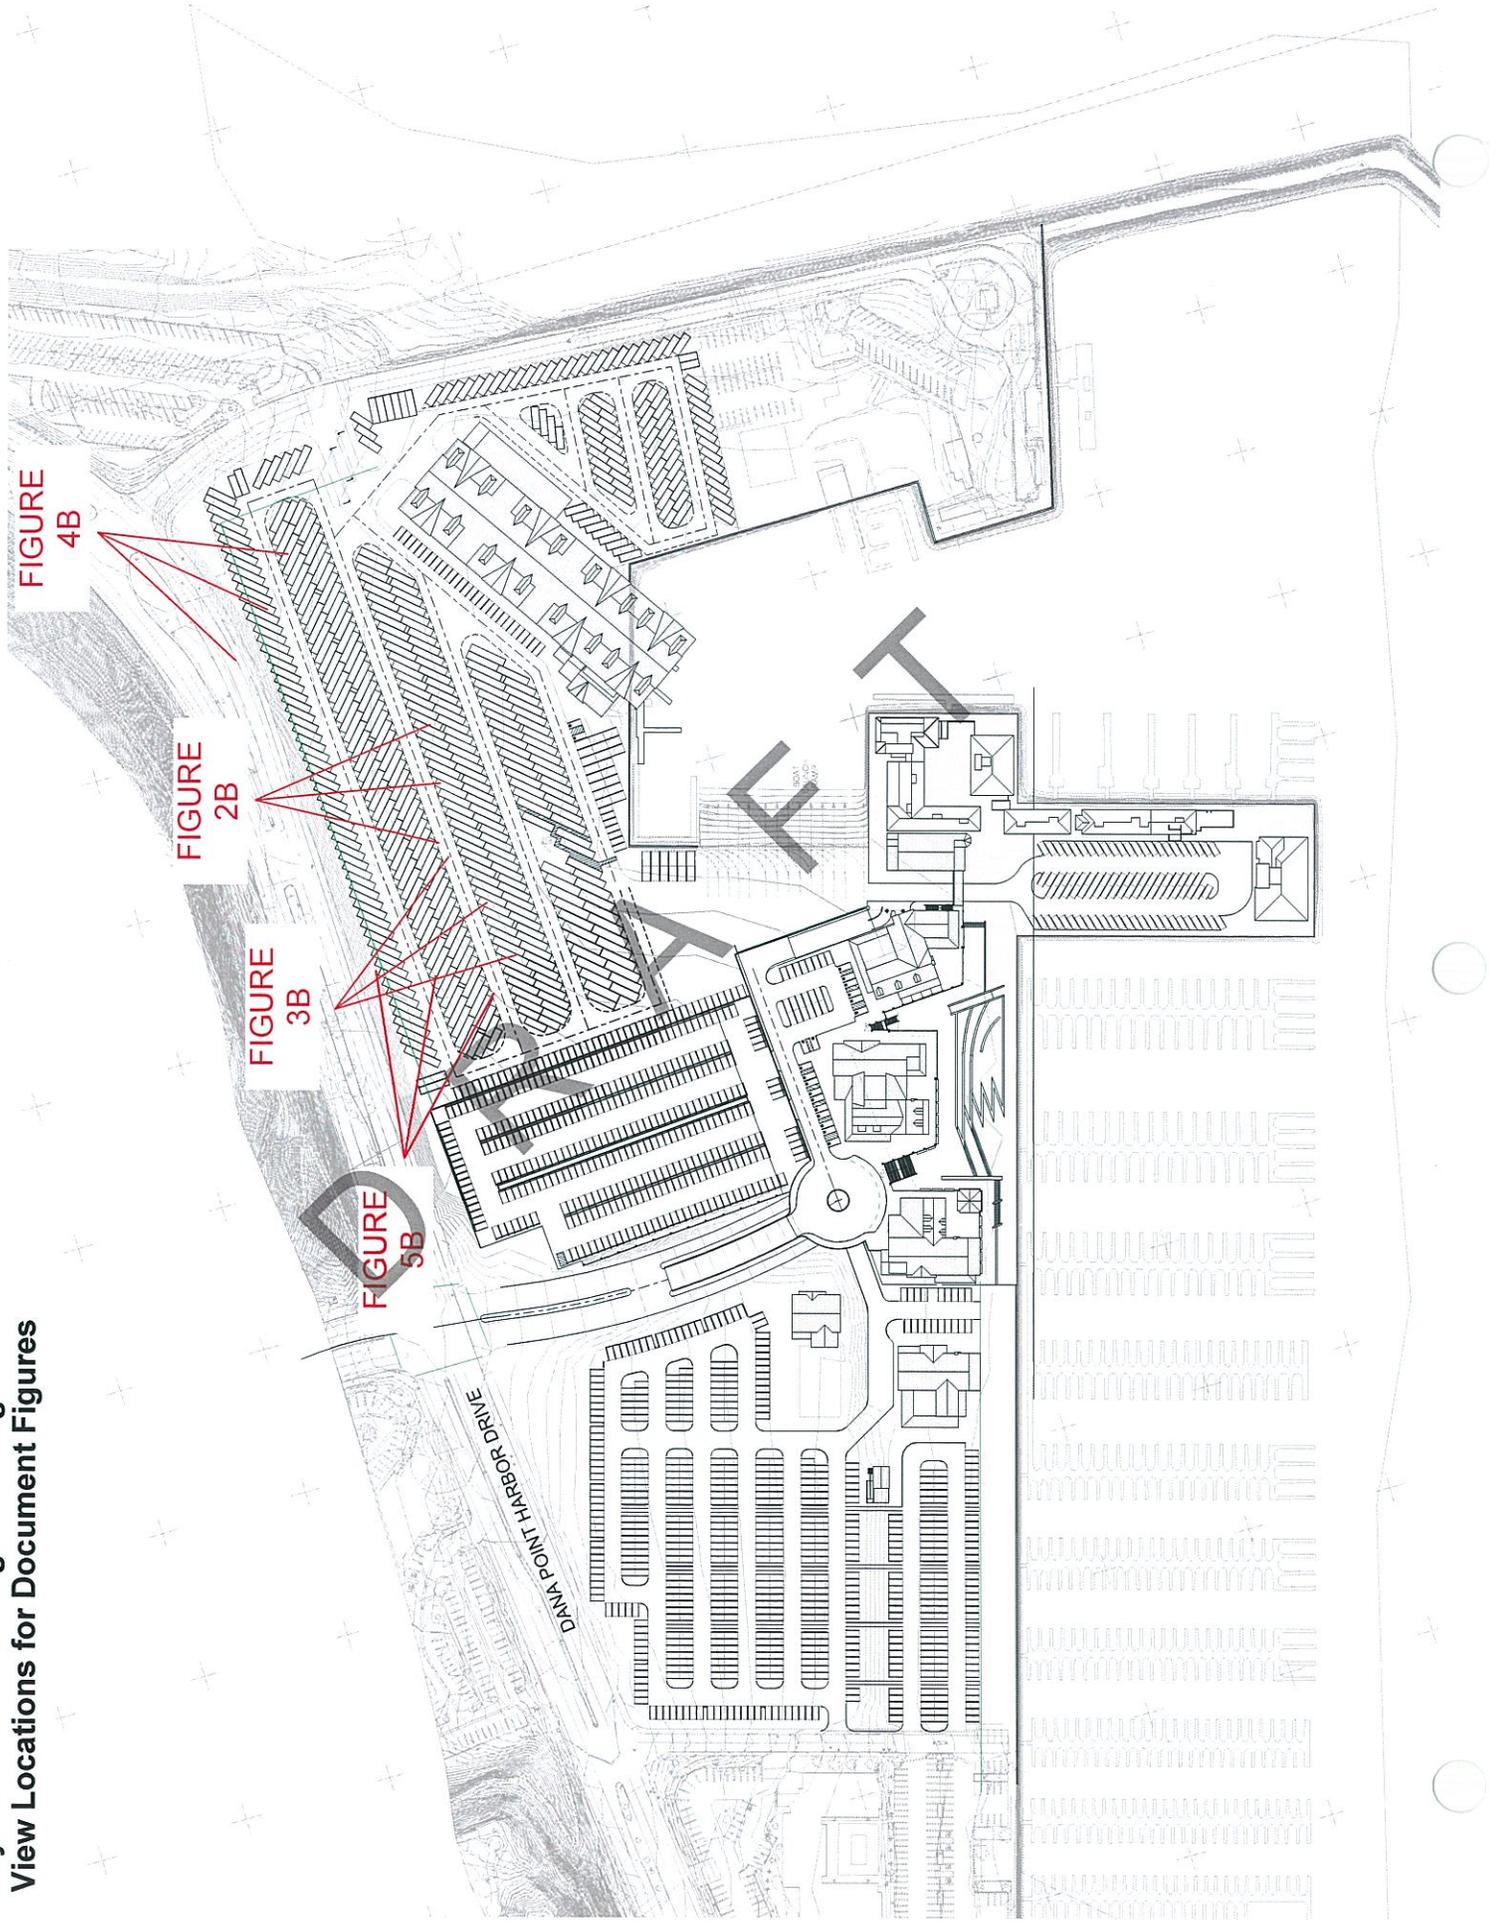 View Locations for Document Figures
FIGURE
4B
FIGURE
2B
FIGURE
3B
FIGURE
5B
DANA POINT HARBOR DRIVE
DRAFT